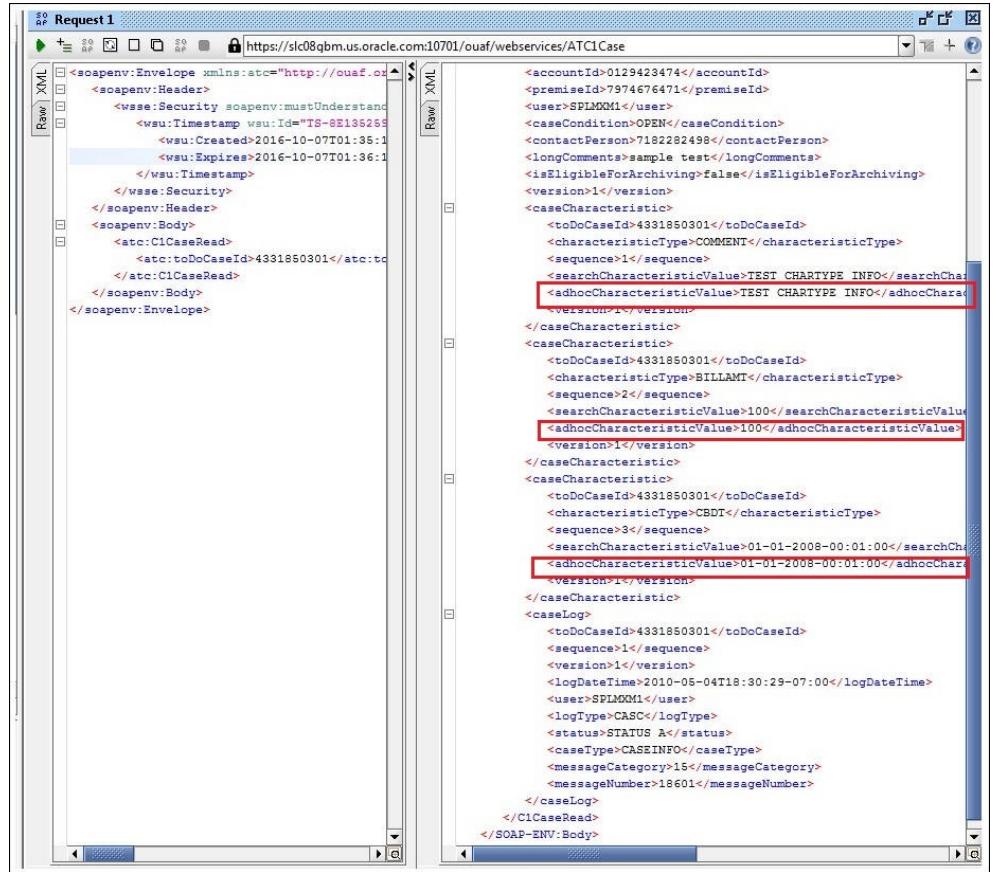 Request 1
https://slc08qbm.us.oracle.com:10701/ouaf/webservices/ATC1Case
XML
Raw
<soapenv:Envelope xmlns:atc="http://ouaf.or
<soapenv:Header>
<wsse:Security soapenv:mustUnderstand
<wsu:Timestamp wsu:Id="TS-8E135259
<wsu:Created>2016-10-07T01:35:1
<wsu:Expires>2016-10-07T01:36:1
</wsu:Timestamp>
</wsse:Security>
</soapenv:Header>
<soapenv:Body>
<atc:C1CaseRead>
<atc:toDoCaseId>4331850301</atc:to
</atc:C1CaseRead>
</soapenv:Body>
</soapenv:Envelope>
XML
Raw
<accountId>0129423474</accountId>
<premiseId>7974676471</premiseId>
<user>SPLMXM1</user>
<caseCondition>OPEN</caseCondition>
<contactPerson>7182282498</contactPerson>
<longComments>sample test</longComments>
<isEligibleForArchiving>false</isEligibleForArchiving>
<version>1</version>
<caseCharacteristic>
<toDoCaseId>4331850301</toDoCaseId>
<characteristicType>COMMENT</characteristicType>
<sequence>1</sequence>
<searchCharacteristicValue>TEST CHARTYPE INFO</searchChar
<adhocCharacteristicValue>TEST CHARTYPE INFO</adhocCharac
<version>1</version>
</caseCharacteristic>
<caseCharacteristic>
<toDoCaseId>4331850301</toDoCaseId>
<characteristicType>BILLAMT</characteristicType>
<sequence>2</sequence>
<searchCharacteristicValue>100</searchCharacteristicValue
<adhocCharacteristicValue>100</adhocCharacteristicValue>
<version>1</version>
</caseCharacteristic>
<caseCharacteristic>
<toDoCaseId>4331850301</toDoCaseId>
<characteristicType>CBDT</characteristicType>
<sequence>3</sequence>
<searchCharacteristicValue>01-01-2008-00:01:00</searchCha
<adhocCharacteristicValue>01-01-2008-00:01:00</adhocChara
<version>1</version>
</caseCharacteristic>
<caseLog>
<toDoCaseId>4331850301</toDoCaseId>
<sequence>1</sequence>
<version>1</version>
<logDateTime>2010-05-04T18:30:29-07:00</logDateTime>
<user>SPLMXM1</user>
<logType>CASC</logType>
<status>STATUS A</status>
<caseType>CASEINFO</caseType>
<messageCategory>15</messageCategory>
<messageNumber>18601</messageNumber>
</caseLog>
</C1CaseRead>
</SOAP-ENV:Body>